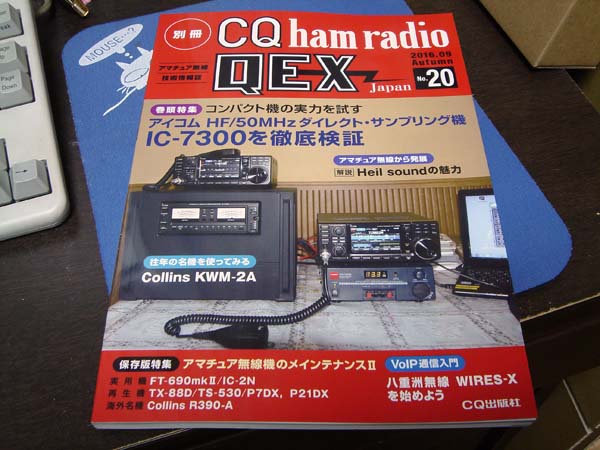 MOUSE...?
Page Up
Page Down
別冊 CQ ham radio
アマチュア無線
技術情報誌
QEX Japan
2016.09
Autumn
No.20
巻頭特集 コンパクト機の実力を試す
アイコム HF/50MHz ダイレクト・サンプリング機
IC-7300を徹底検証
アマチュア無線から発展
解説 Heil soundの魅力
往年の名機を使ってみる
Collins KWM-2A
保存版特集 アマチュア無線機のメインテナンスⅡ
実用機 FT-690mkⅡ/IC-2N
再生機 TX-88D/TS-530/P7DX, P21DX
海外名機 Collins R390-A
VoIP通信入門
八重洲無線 WIRES-X
を始めよう
CQ出版社